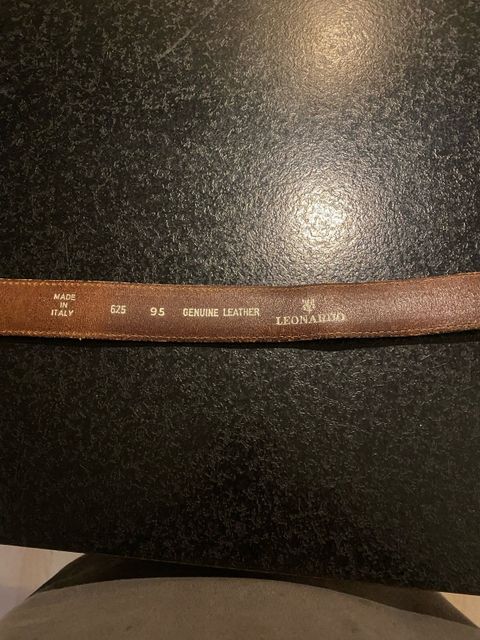 MADE
IN
ITALY
625 95 GENUINE LEATHER
LEONARDO